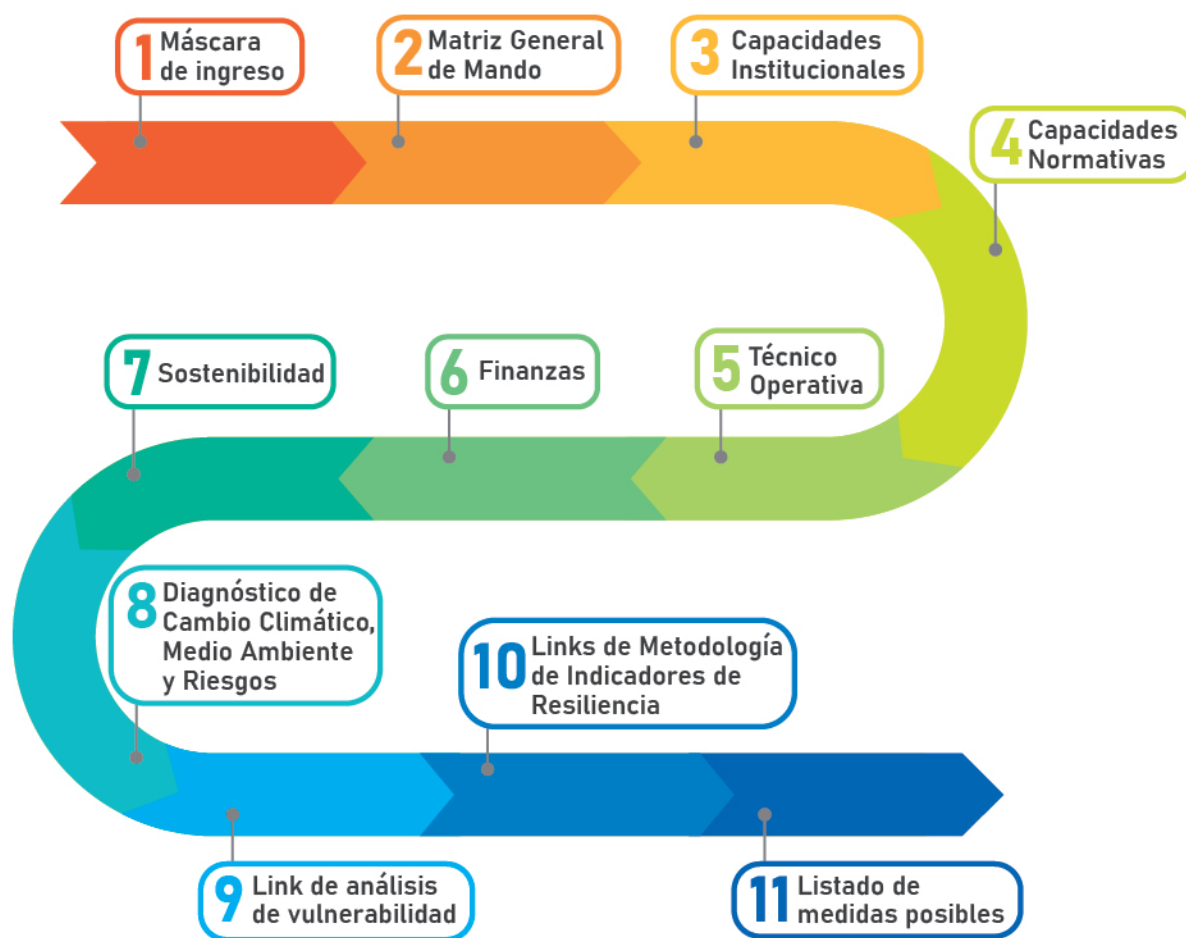 1 Máscara
de ingreso
2 Matriz General
de Mando
3 Capacidades
Institucionales
4 Capacidades
Normativas
5 Técnico
Operativa
6 Finanzas
7 Sostenibilidad
8 Diagnóstico de
Cambio Climático,
Medio Ambiente
y Riesgos
9 Link de análisis
de vulnerabilidad
10 Links de Metodología
de Indicadores de
Resiliencia
11 Listado de
medidas posibles